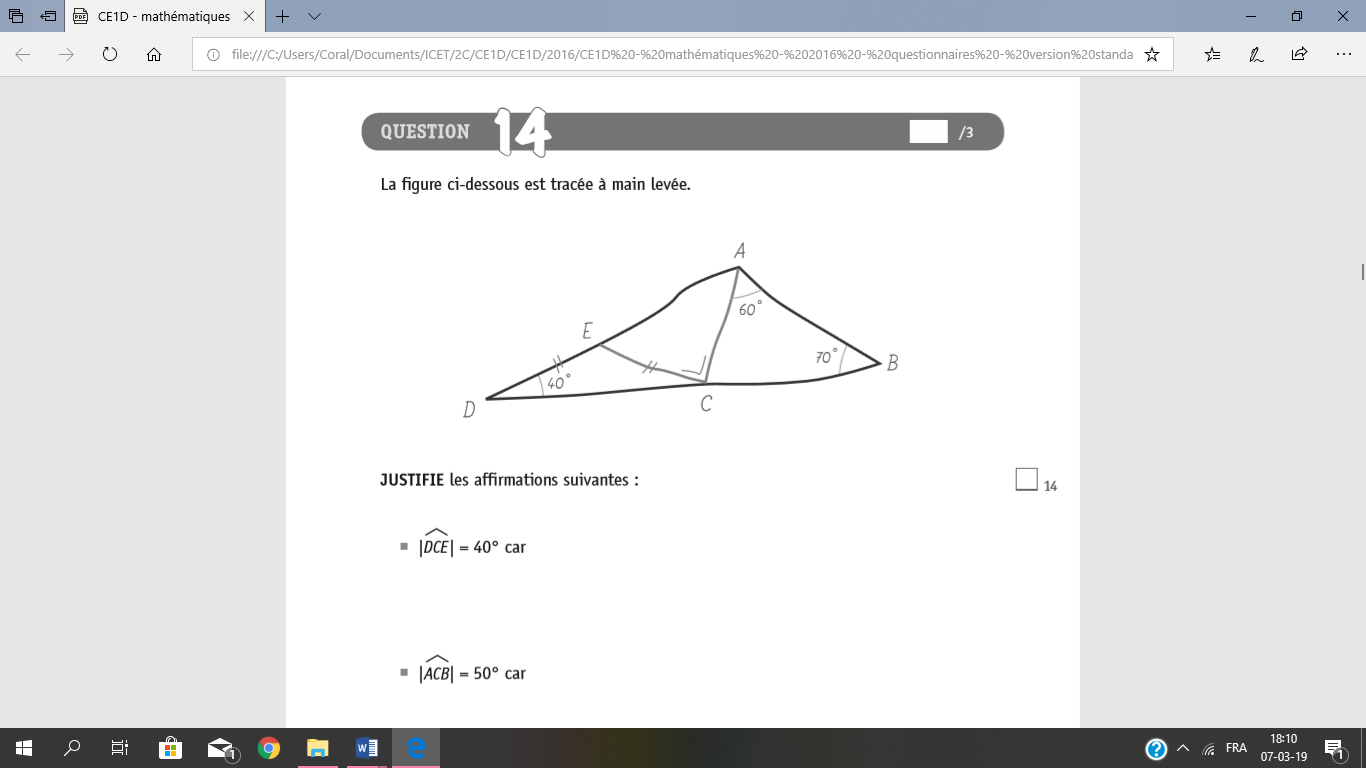 CE1D - mathématiques
file:///C:/Users/Coral/Documents/ICET/2C/CE1D/CE1D/2016/CE1D%20-%20mathématiques%20-%202016%20-%20questionnaires%20-%20version%20standa
QUESTION 14 /3
La figure ci-dessous est tracée à main levée.
A
60°
E
70°
B
40°
D
C
JUSTIFIE les affirmations suivantes :
14
|DCE| = 40° car
|ACB| = 50° car
FRA
18:10
07-03-19
1
1